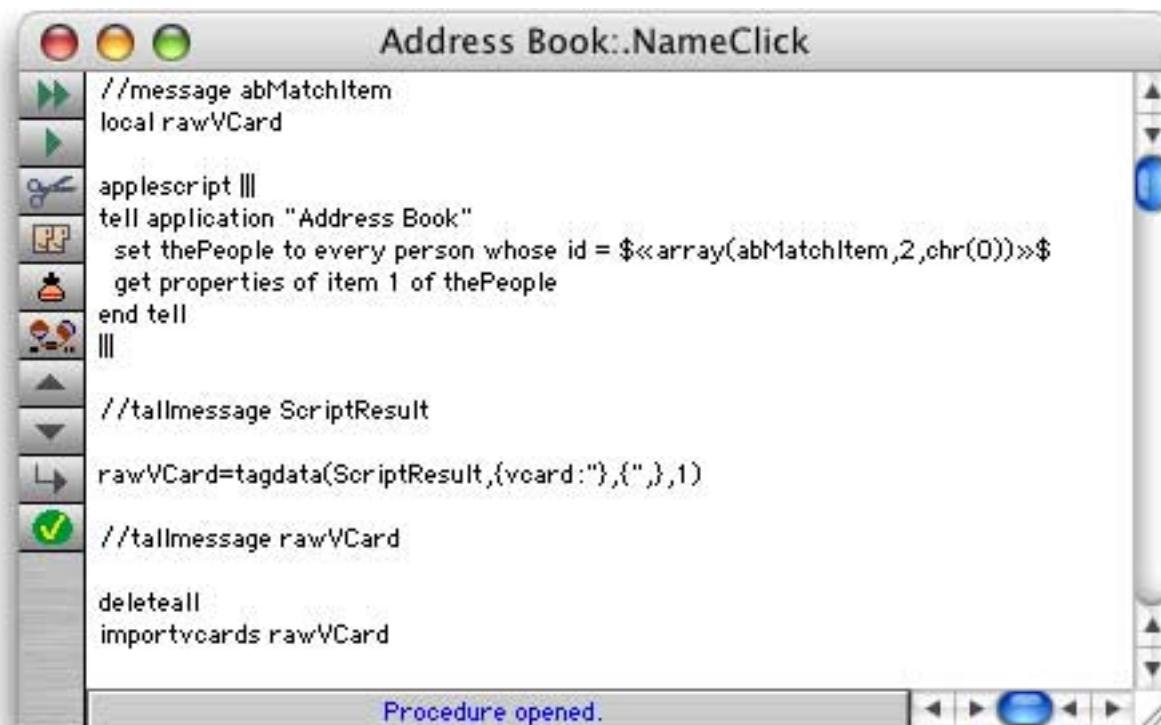 Address Book:.NameClick
//message abMatchItem
local rawVCard
applescript |||
tell application "Address Book"
set thePeople to every person whose id = $«array(abMatchItem,2,chr(0))»$
get properties of item 1 of thePeople
end tell
|||
//tallmessage ScriptResult
rawVCard=tagdata(ScriptResult,{vcard:"},{",},1)
//tallmessage rawVCard
deleteall
importvcards rawVCard
Procedure opened.